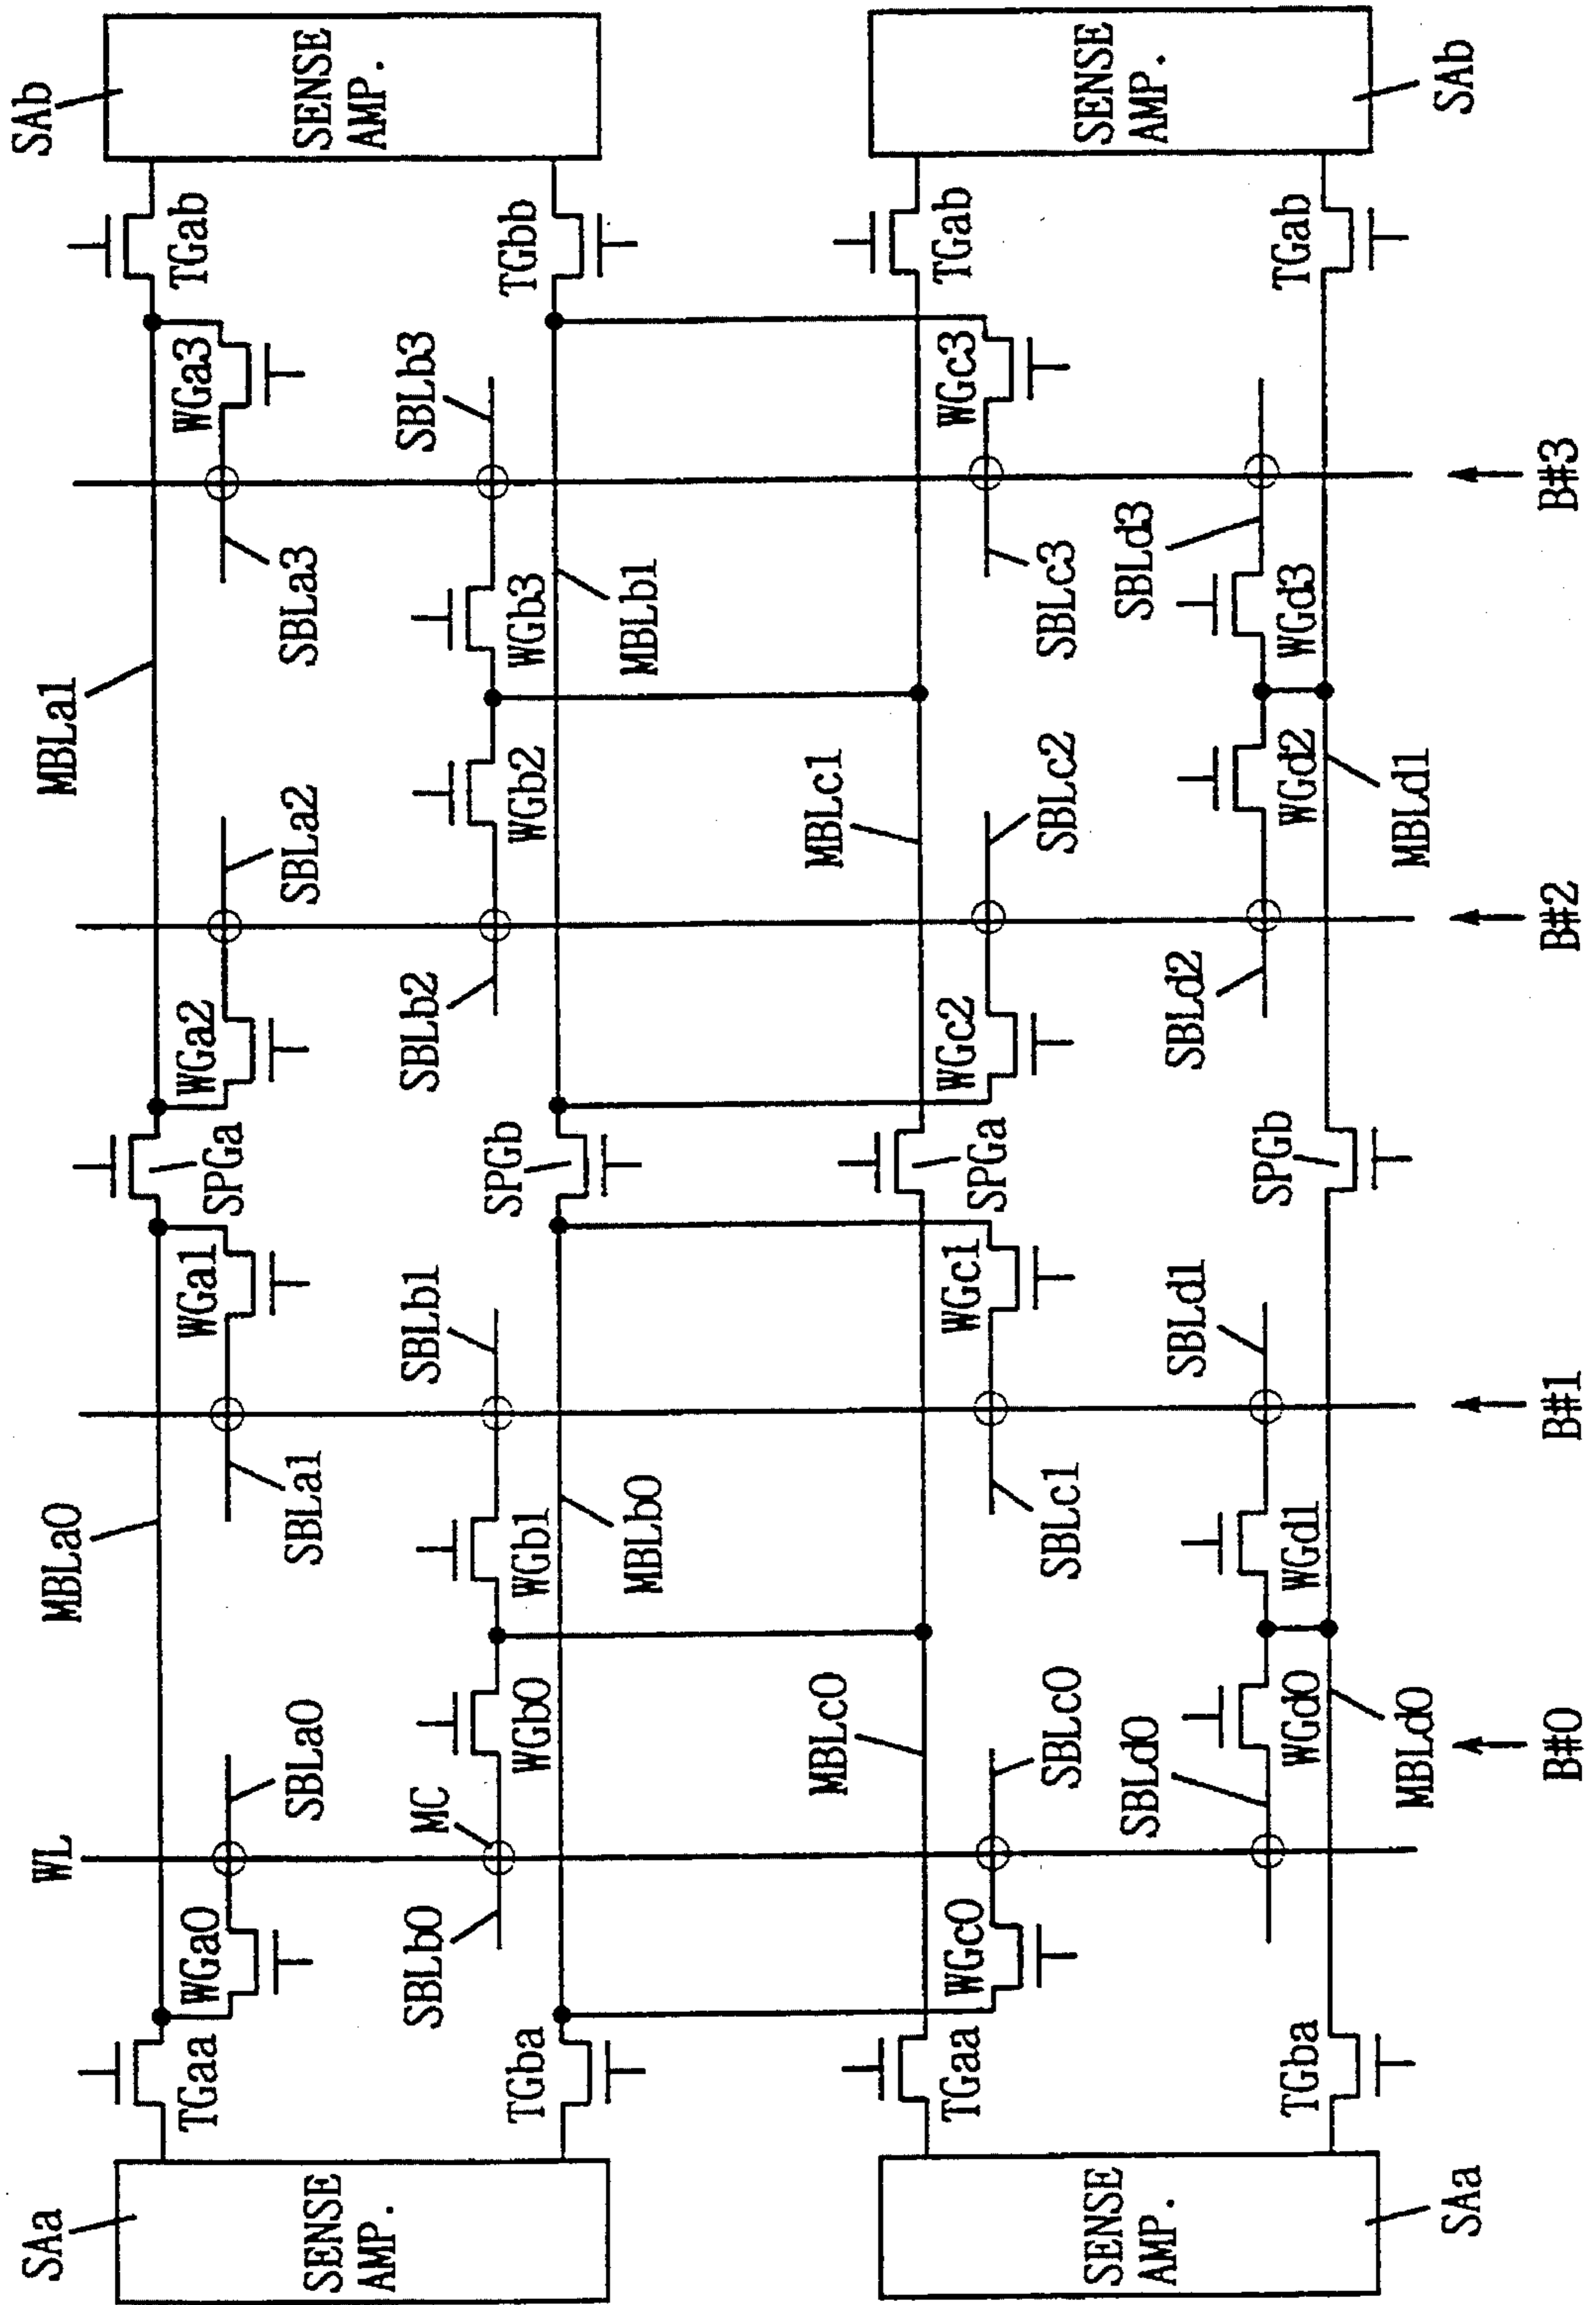 SAa
SENSE
AMP.
TGaa
TGba
WGa0
WL
SBLa0
MBLa0
SBLb0
MC
WGb0
WGb1
MBLb0
SBLa1
SBLb1
WGa1
SPGa
SPGb
WGa2
SBLb2
SBLa2
MBLa1
WGb2
WGb3
MBLb1
SBLa3
SBLb3
WGa3
TGab
TGbb
SENSE
AMP.
SAb
SENSE
AMP.
SAa
TGaa
TGba
WGc0
MBLc0
SBLc0
SBLd0
WGd0
MBLd0
WGd1
SBLc1
SBLd1
WGc1
SPGa
SPGb
WGc2
SBLd2
SBLc2
MBLc1
WGd2
MBLd1
WGd3
SBLc3
SBLd3
WGc3
TGab
TGab
SENSE
AMP.
SAb
B#0
B#1
B#2
B#3